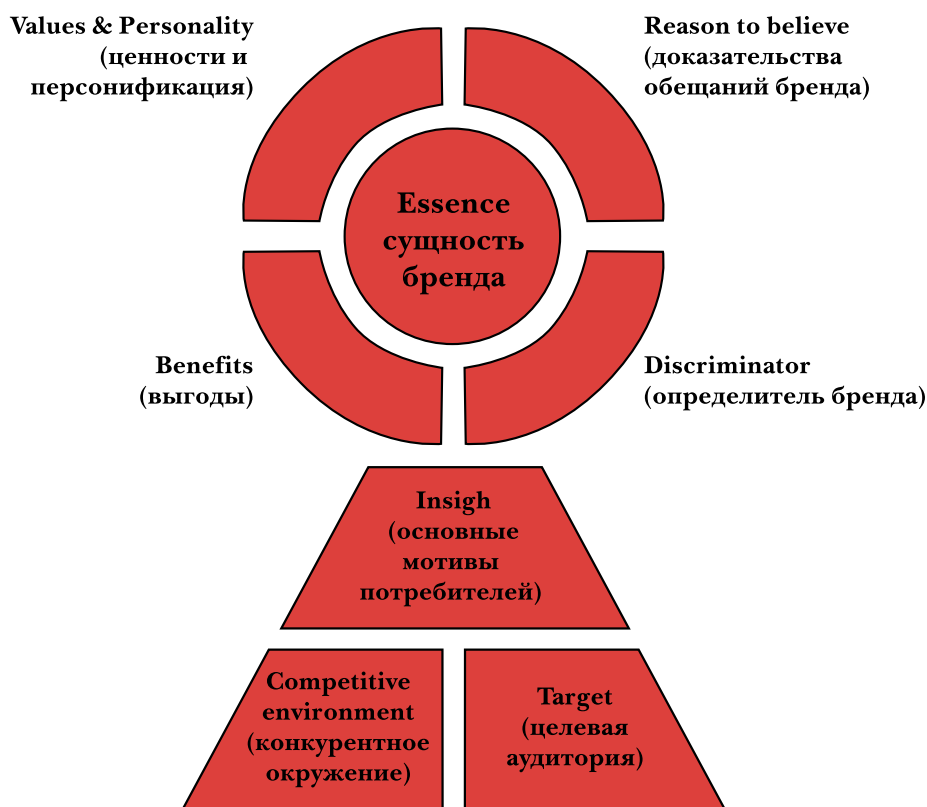 Values & Personality
(ценности и
персонификация)
Reason to believe
(доказательства
обещаний бренда)
Essence
сущность
бренда
Benefits
(выгоды)
Discriminator
(определитель бренда)
Insigh
(основные
мотивы
потребителей)
Competitive
environment
(конкурентное
окружение)
Target
(целевая
аудитория)